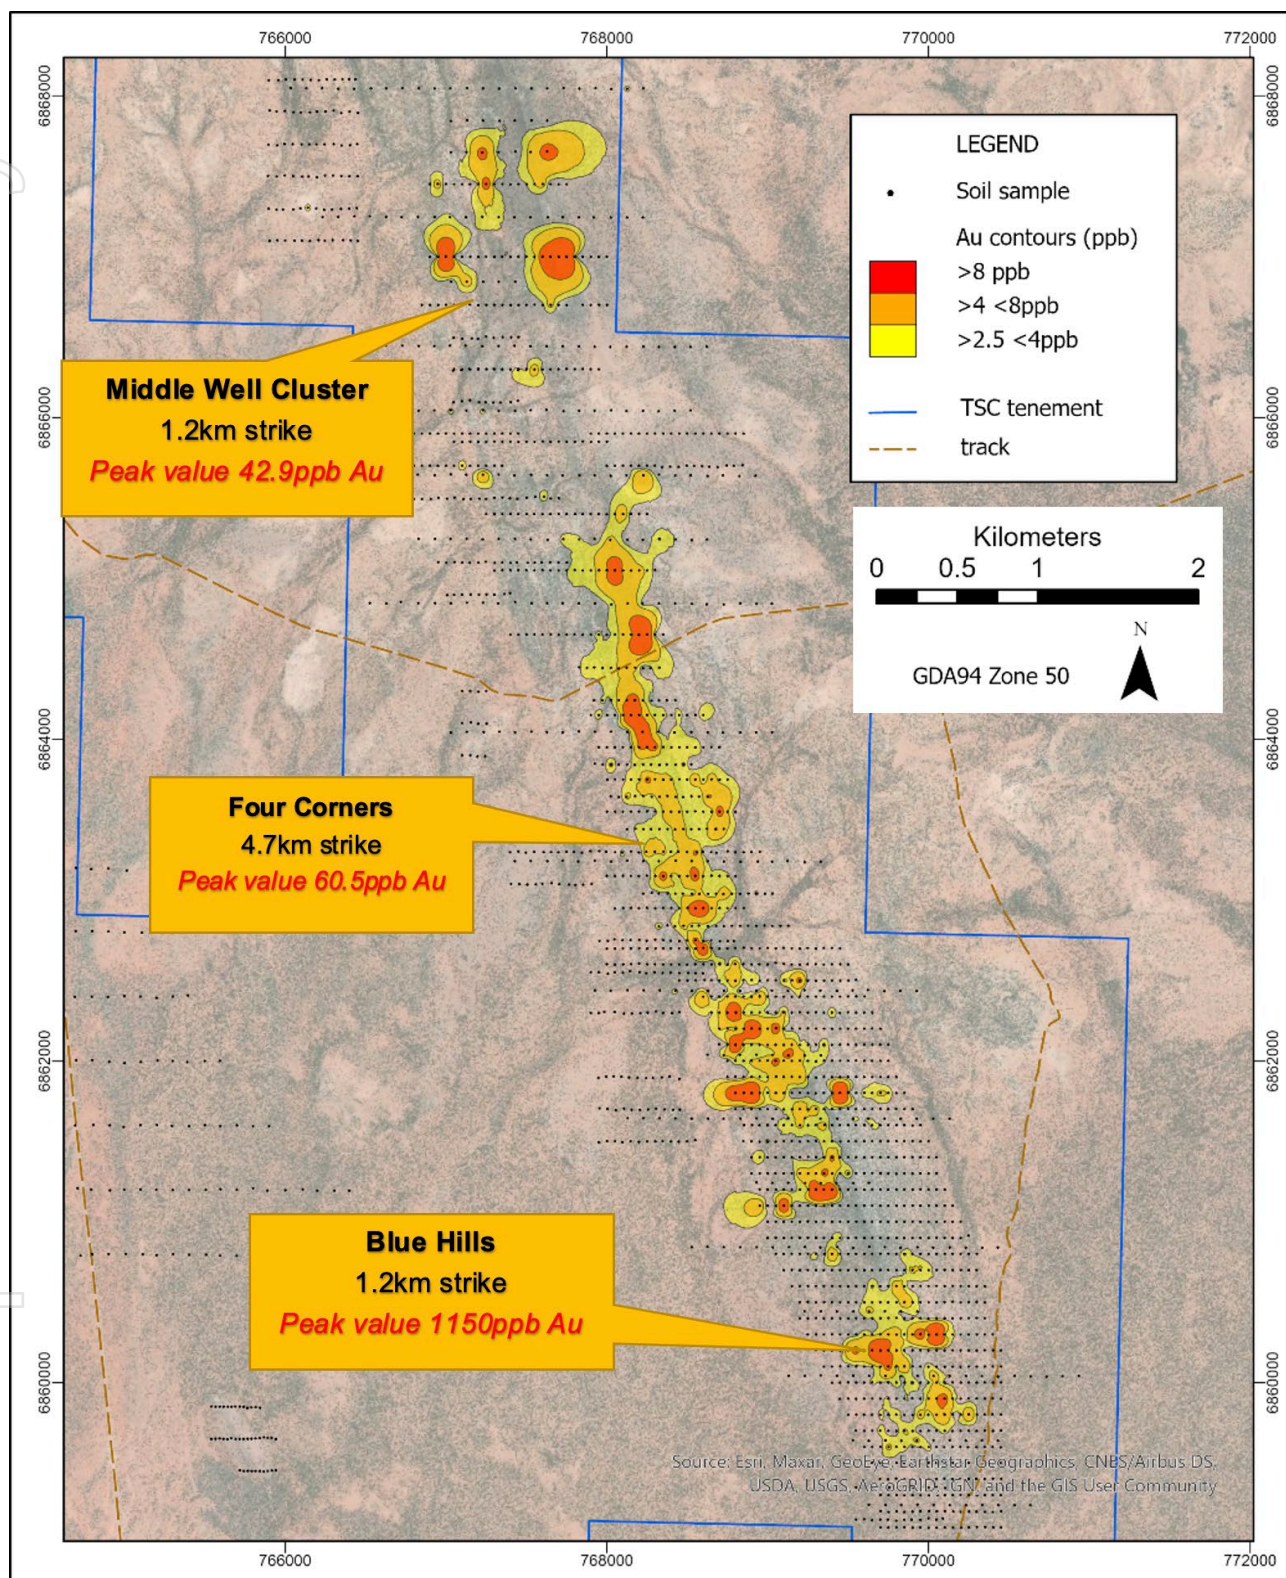 766000
768000
770000
772000
6868000
6868000
LEGEND
Soil sample
Au contours (ppb)
>8 ppb
>4 <8ppb
>2.5 <4ppb
TSC tenement
track
Middle Well Cluster
1.2km strike
Peak value 42.9ppb Au
6866000
6866000
Kilometers
0 0.5 1 2
N
GDA94 Zone 50
6864000
6864000
Four Corners
4.7km strike
Peak value 60.5ppb Au
6862000
6862000
Blue Hills
1.2km strike
Peak value 1150ppb Au
6860000
6860000
Source: Esri, Maxar, GeoEye, Earthstar Geographics, CNES/Airbus DS,
USDA, USGS, AeroGRID, IGN, and the GIS User Community
766000
768000
770000
772000